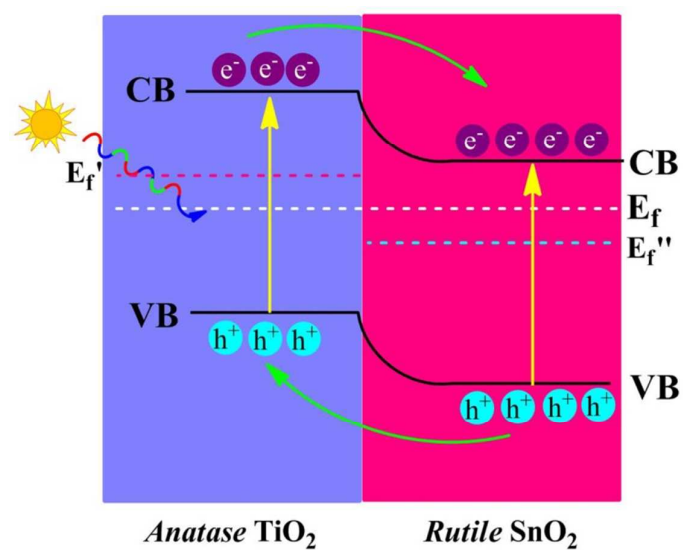 e⁻ e⁻ e⁻
CB
e⁻ e⁻ e⁻ e⁻
CB
E_f'
E_f
E_f''
VB
h⁺ h⁺ h⁺
VB
h⁺ h⁺ h⁺ h⁺
Anatase TiO₂
Rutile SnO₂